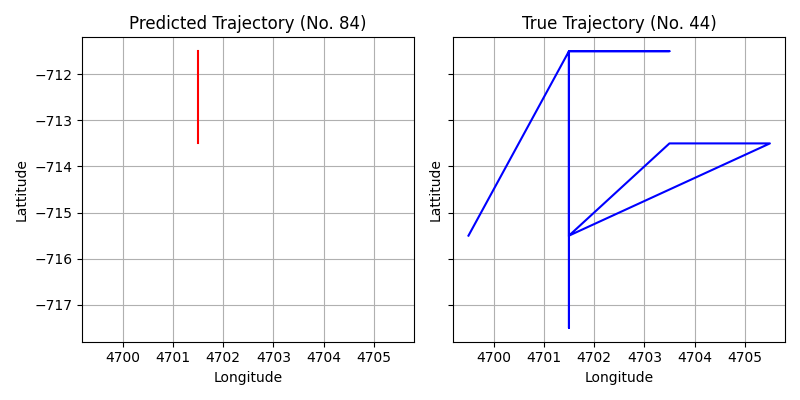 Predicted Trajectory (No. 84)
True Trajectory (No. 44)
Lattitude
−712
−713
−714
−715
−716
−717
4700 4701 4702 4703 4704 4705
Longitude
Lattitude
4700 4701 4702 4703 4704 4705
Longitude